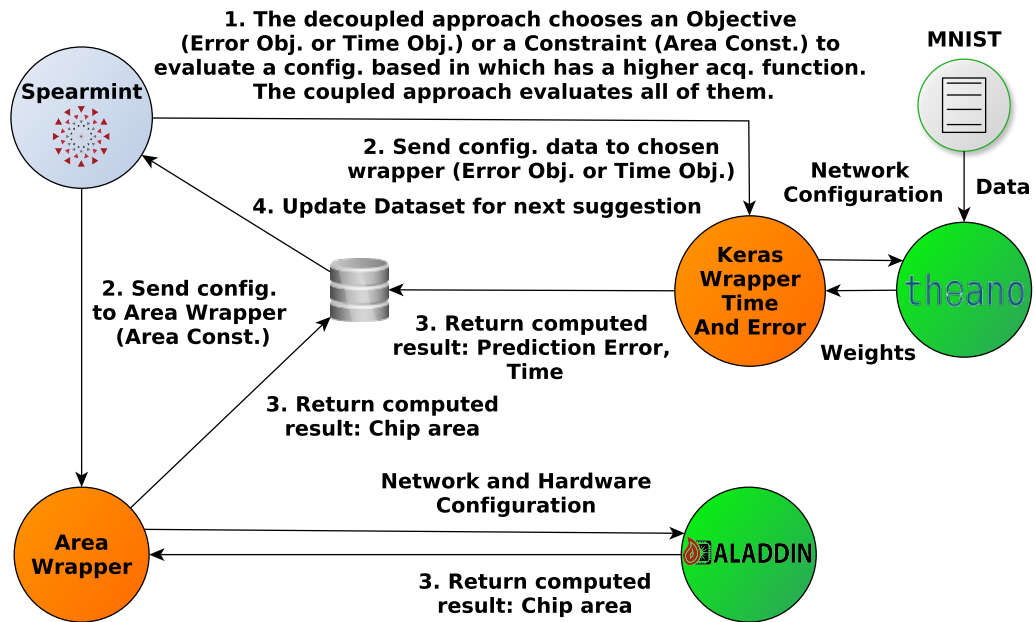 1. The decoupled approach chooses an Objective
(Error Obj. or Time Obj.) or a Constraint (Area Const.) to
evaluate a config. based in which has a higher acq. function.
The coupled approach evaluates all of them.
MNIST
Spearmint
2. Send config. data to chosen
wrapper (Error Obj. or Time Obj.)
Network
Configuration
Data
4. Update Dataset for next suggestion
Keras
Wrapper
Time
And Error
theano
2. Send config.
to Area Wrapper
(Area Const.)
3. Return computed
result: Prediction Error,
Time
Weights
3. Return computed
result: Chip area
Network and Hardware
Configuration
Area
Wrapper
ALADDIN
3. Return computed
result: Chip area